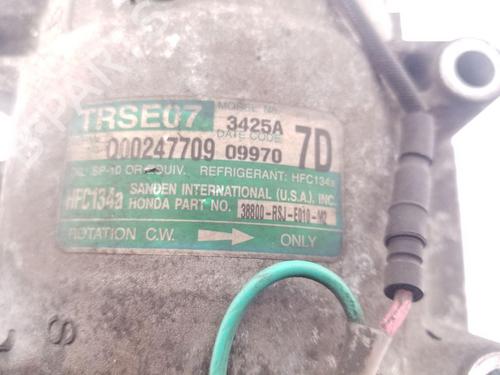 TRSE07
MODEL No.
3425A
DATE CODE
7D
Q00247709 09970
OIL SP-10 OR EQUIV. REFRIGERANT: HFC134a
HFC134a
SANDEN INTERNATIONAL (U.S.A.), INC.
HONDA PART NO. 38800-RSJ-E010-M2
ROTATION C.W. ONLY